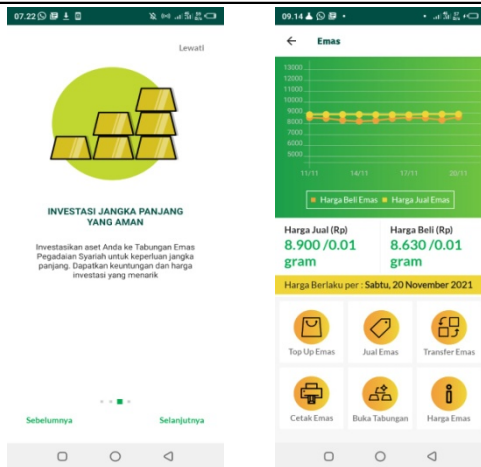 07.22
Lewati
INVESTASI JANGKA PANJANG
YANG AMAN
Investasikan aset Anda ke Tabungan Emas
Pegadaian Syariah untuk keperluan jangka
panjang. Dapatkan keuntungan dan harga
investasi yang menarik
Sebelumnya
Selanjutnya
09.14
Emas
13000
12000
11000
10000
9000
8000
7000
6000
5000
11/11 14/11 17/11 20/11
Harga Beli Emas Harga Jual Emas
Harga Jual (Rp)
8.900 /0.01
gram
Harga Beli (Rp)
8.630 /0.01
gram
Harga Berlaku per : Sabtu, 20 November 2021
Top Up Emas Jual Emas Transfer Emas
Cetak Emas Buka Tabungan Harga Emas